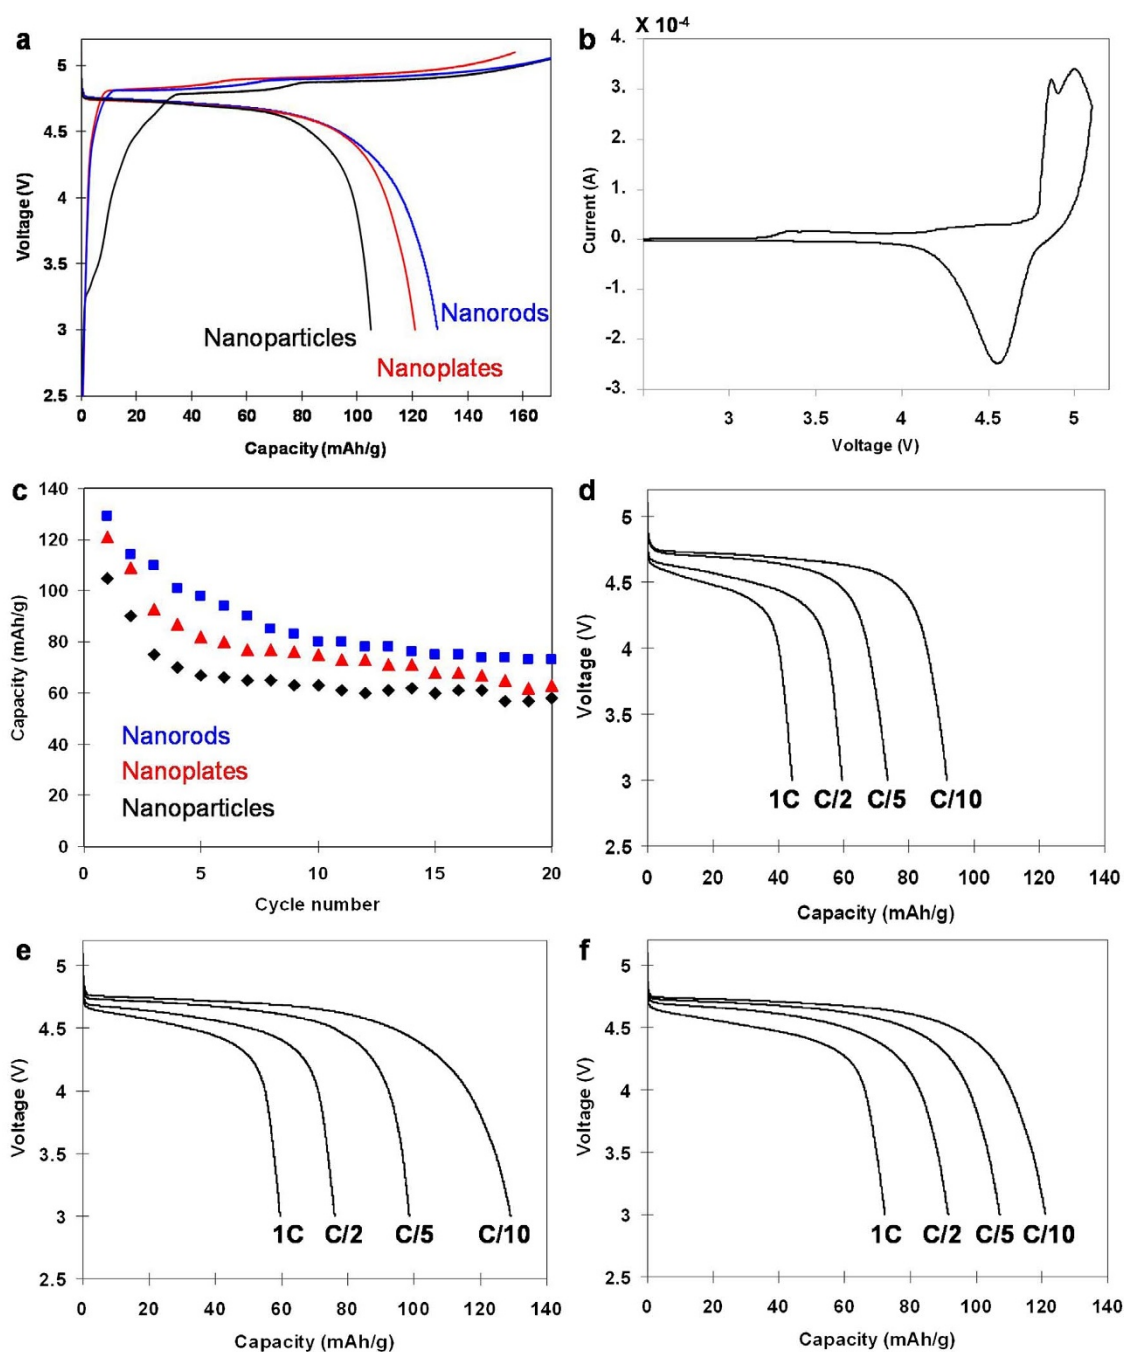 a
5
4.5
4
3.5
3
2.5
Voltage (V)
Nanorods
Nanoparticles
Nanoplates
0 20 40 60 80 100 120 140 160
Capacity (mAh/g)
b
X 10-4
4.
3.
2.
1.
0.
-1.
-2.
-3.
Current (A)
3 3.5 4 4.5 5
Voltage (V)
c
140
120
100
80
60
40
20
0
Capacity (mAh/g)
Nanorods
Nanoplates
Nanoparticles
0 5 10 15 20
Cycle number
d
5
4.5
4
3.5
3
2.5
Voltage (V)
1C C/2 C/5 C/10
0 20 40 60 80 100 120 140
Capacity (mAh/g)
e
5
4.5
4
3.5
3
2.5
Voltage (V)
1C C/2 C/5 C/10
0 20 40 60 80 100 120 140
Capacity (mAh/g)
f
5
4.5
4
3.5
3
2.5
Voltage (V)
1C C/2 C/5 C/10
0 20 40 60 80 100 120 140
Capacity (mAh/g)